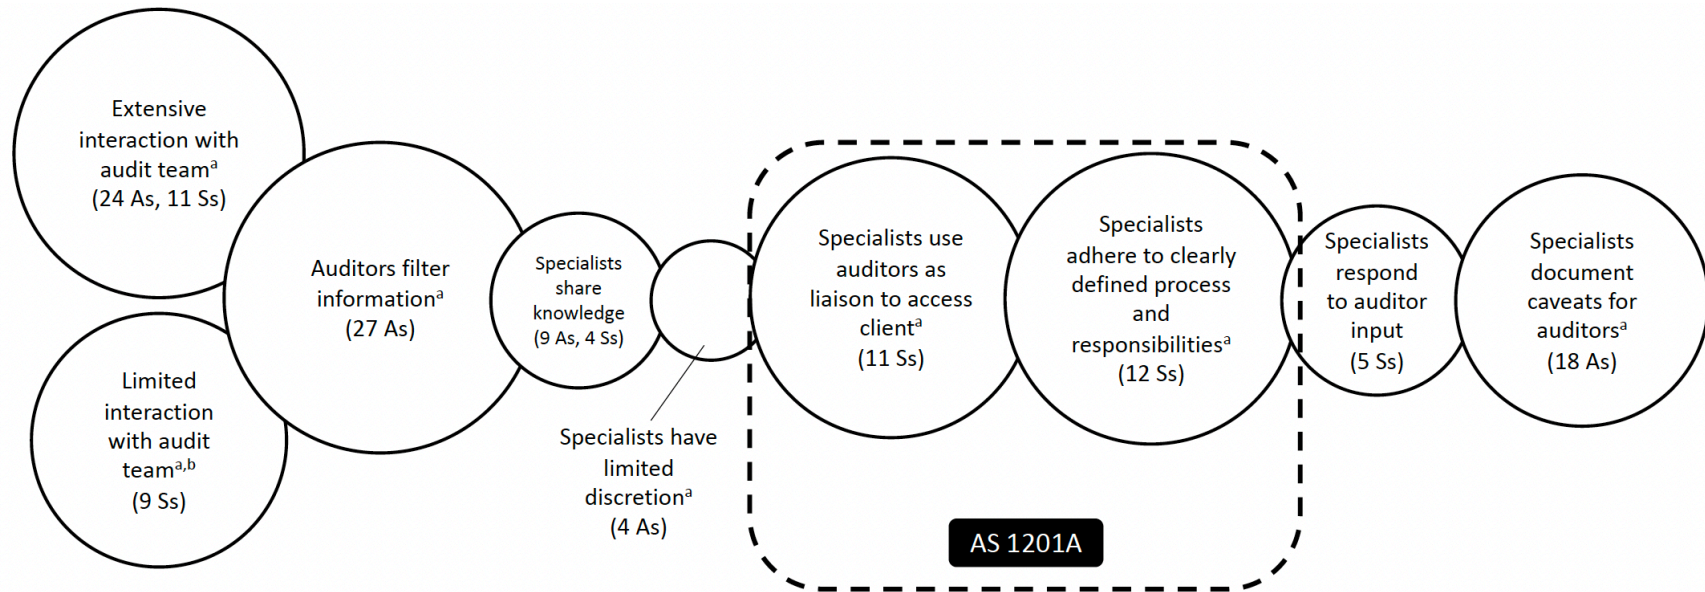 Extensive
interaction with
audit teamᵃ
(24 As, 11 Ss)
Limited
interaction
with audit
teamᵃ,ᵇ
(9 Ss)
Auditors filter
informationᵃ
(27 As)
Specialists
share
knowledge
(9 As, 4 Ss)
Specialists have
limited
discretionᵃ
(4 As)
Specialists use
auditors as
liaison to access
clientᵃ
(11 Ss)
Specialists
adhere to clearly
defined process
and
responsibilitiesᵃ
(12 Ss)
AS 1201A
Specialists
respond
to auditor
input
(5 Ss)
Specialists
document
caveats for
auditorsᵃ
(18 As)